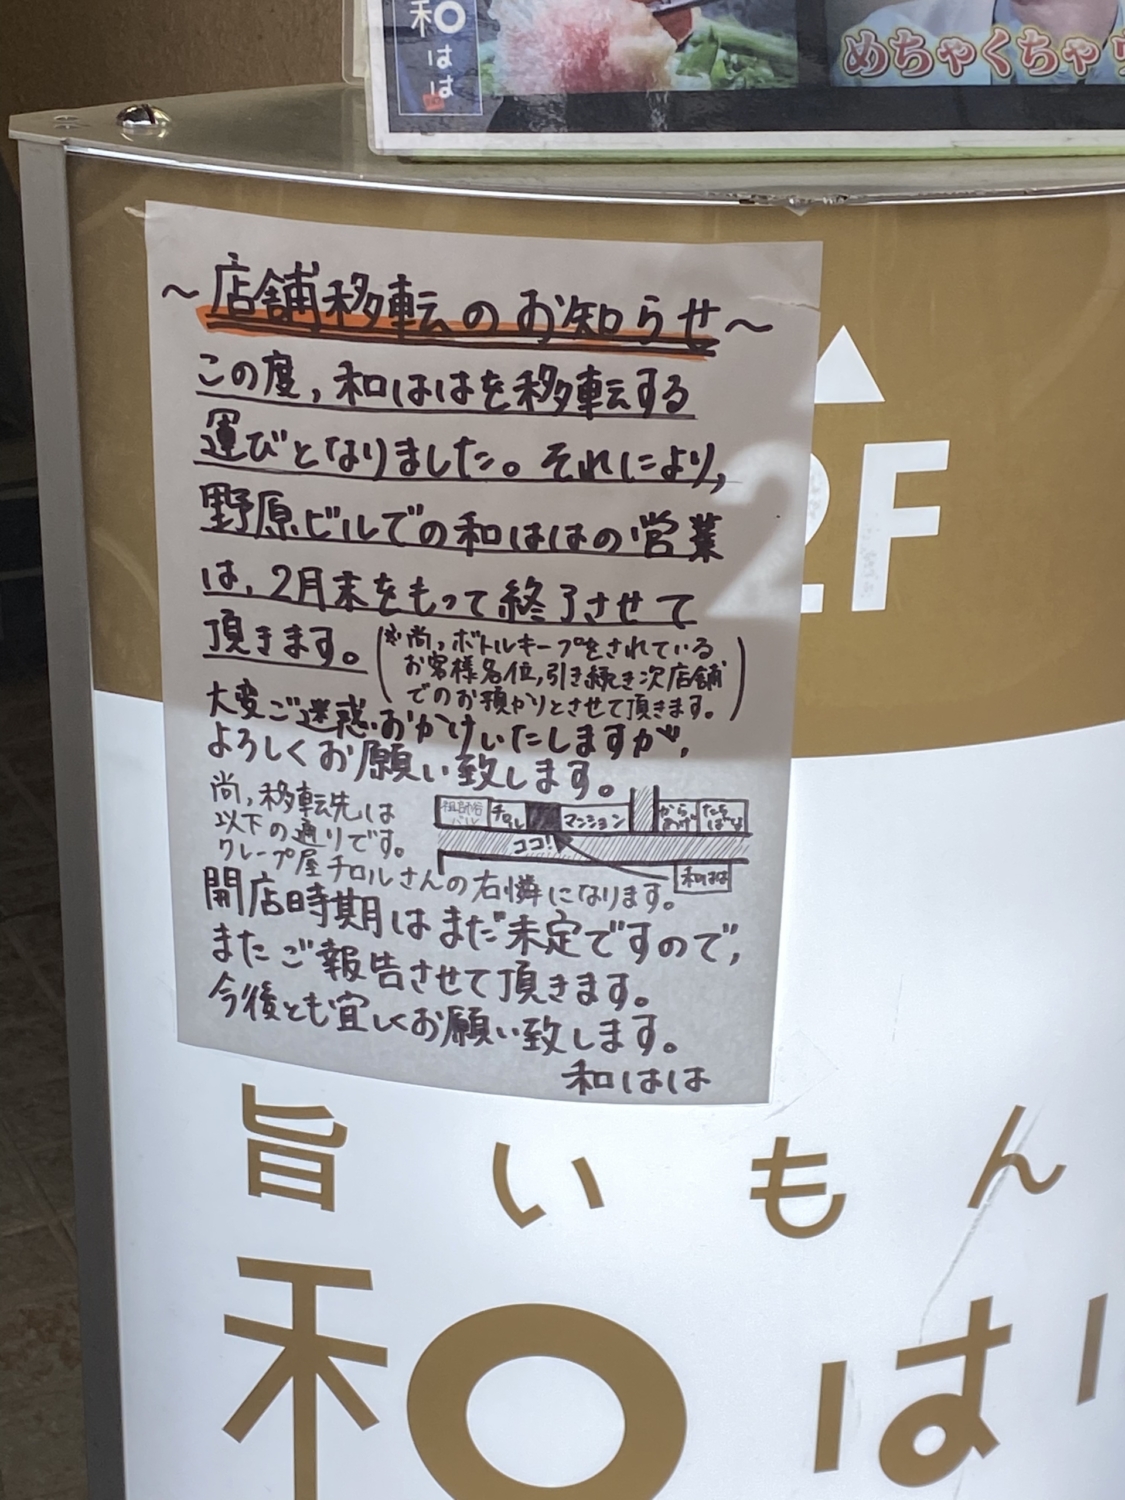 和
はは
めちゃくちゃ
～店舗移転のお知らせ～
この度,和ははを移転する
運びとなりました。それにより,
野原ビルでの和ははの営業
は,2月末をもって終了させて
頂きます。
(※尚,ボトルキープをされている
お客様各位,引き続き次店舗
でのお預かりとさせて頂きます。)
大変ご迷惑おかけいたしますが,
よろしくお願い致します。
尚,移転先は
以下の通りです。
バル
チロル
マンション
からあげ
たちばな
ココ!
和はは
クレープ屋チロルさんの右憐になります。
開店時期はまだ未定ですので,
またご報告させて頂きます。
今後とも宜しくお願い致します。
和はは
2F
旨いもん
和は